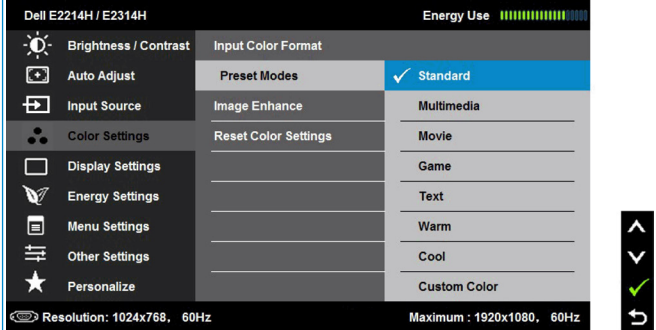 Dell E2214H / E2314H Energy Use
Brightness / Contrast Input Color Format
Auto Adjust Preset Modes Standard
Input Source Image Enhance Multimedia
Color Settings Reset Color Settings Movie
Display Settings Game
Energy Settings Text
Menu Settings Warm
Other Settings Cool
Personalize Custom Color
Resolution: 1024x768, 60Hz Maximum : 1920x1080, 60Hz